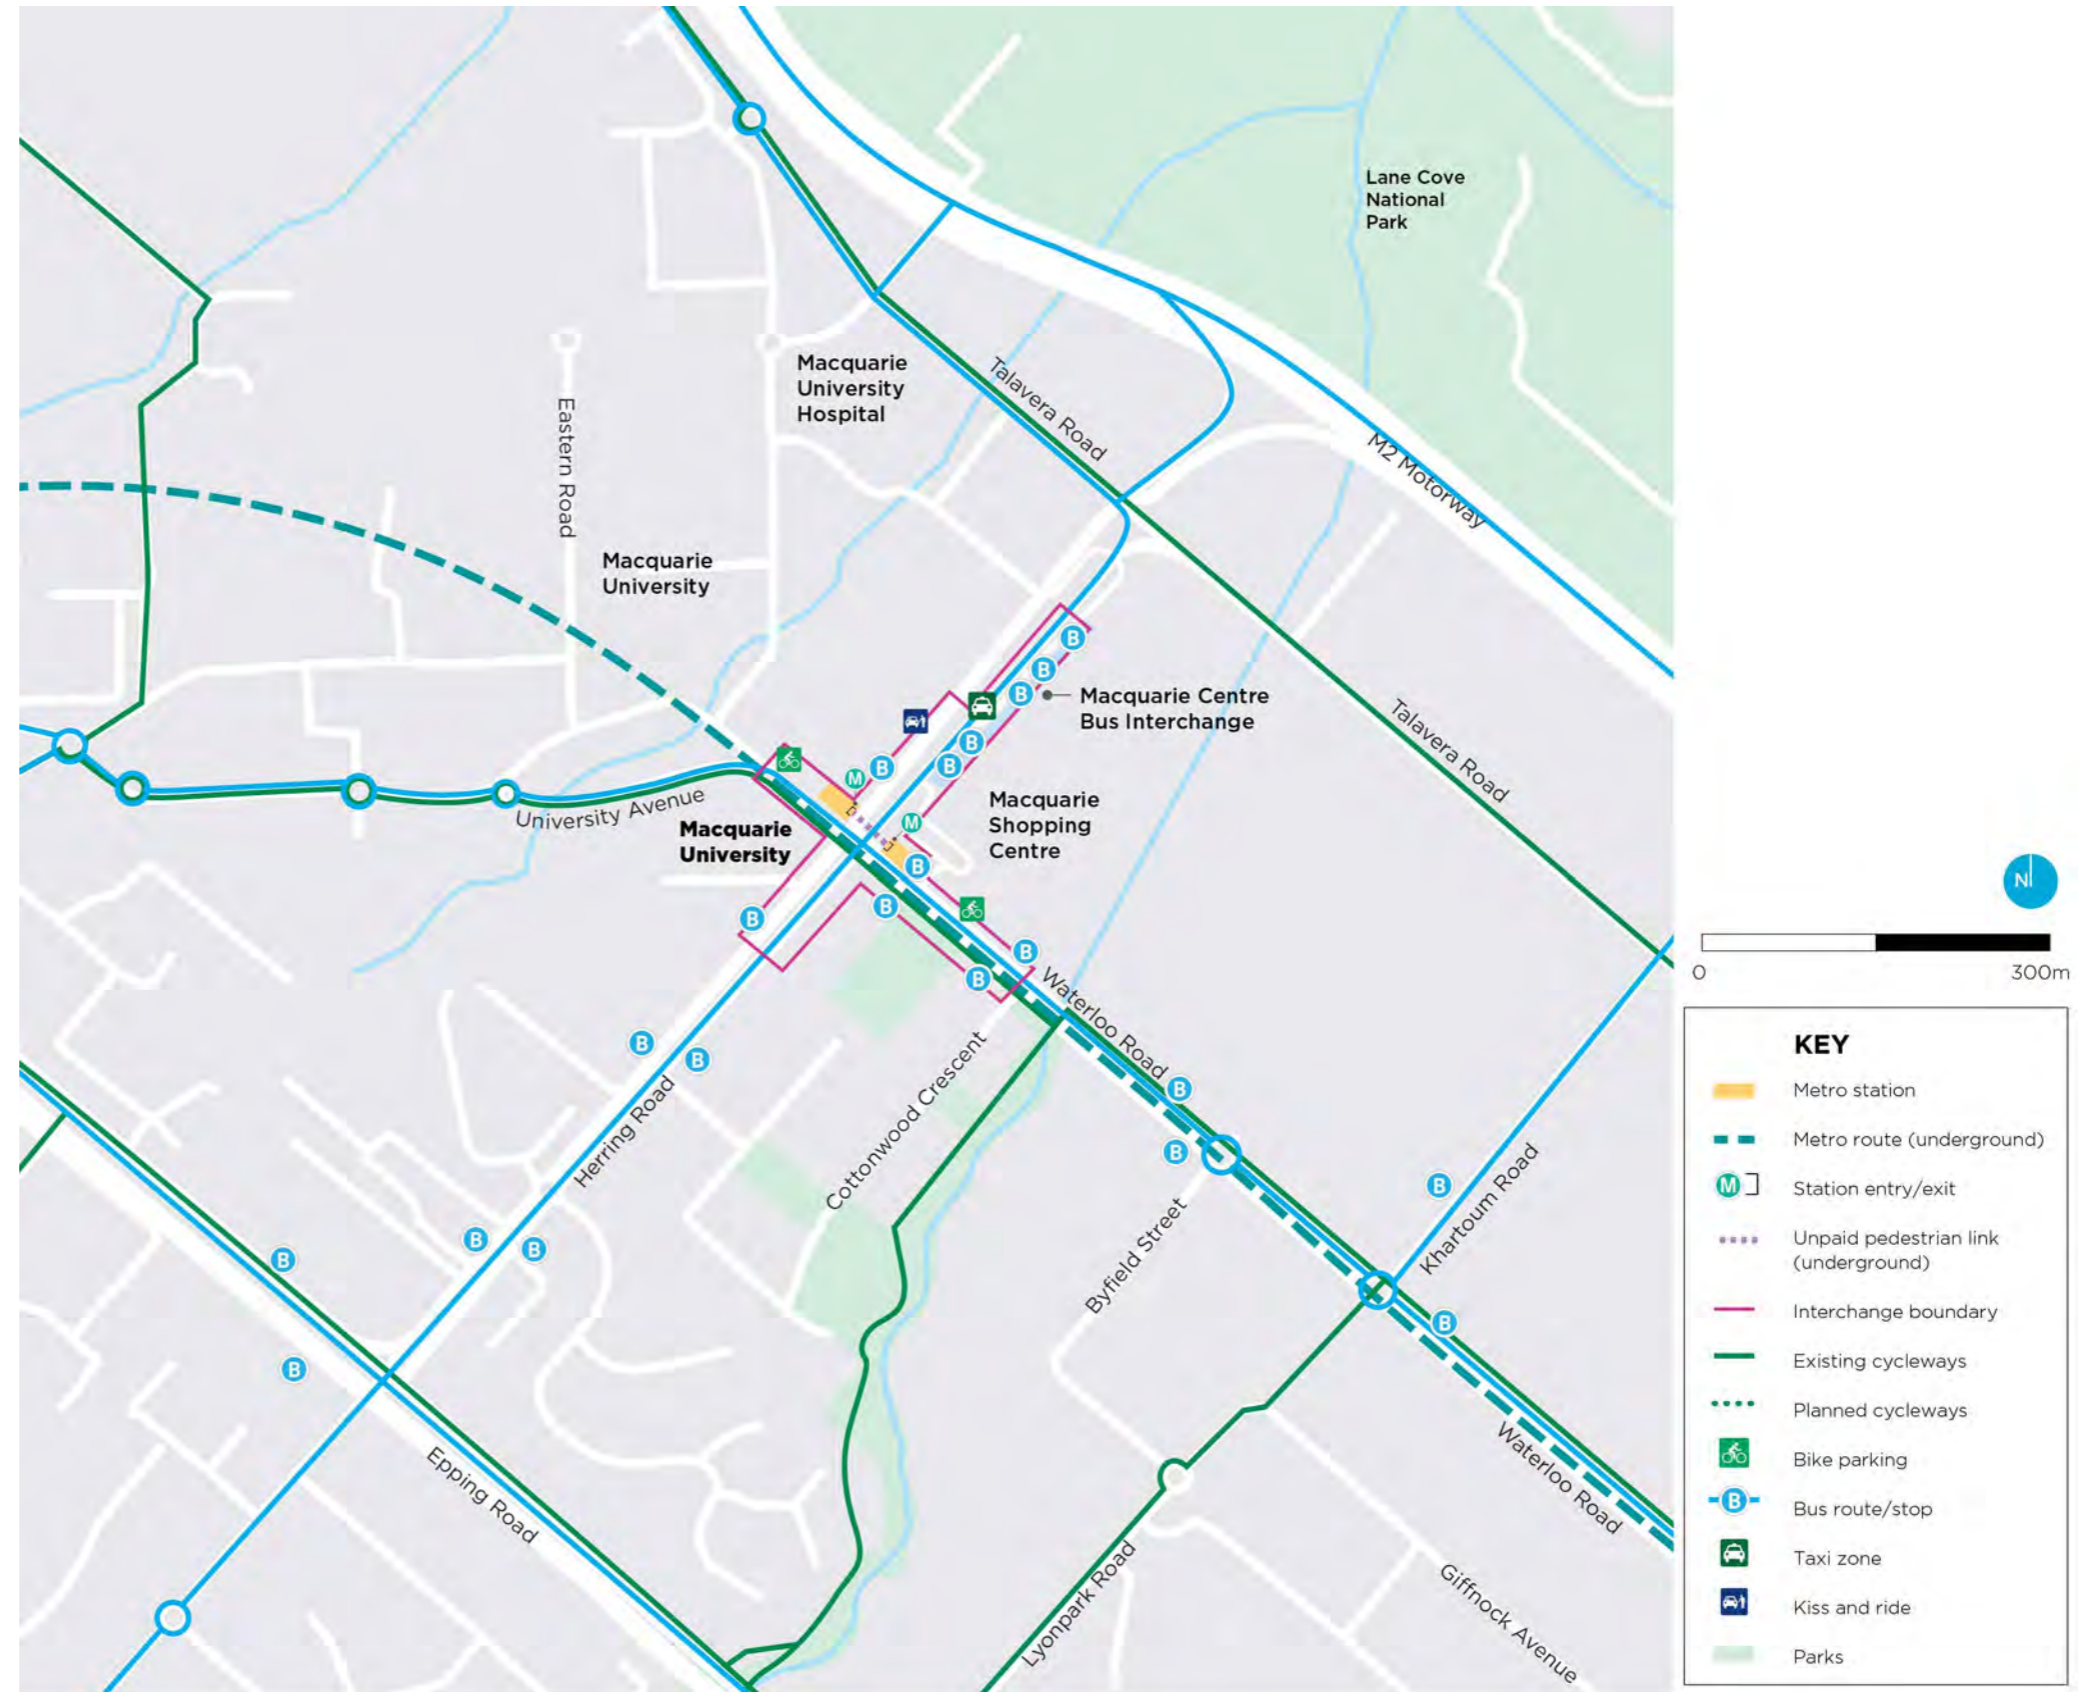 Lane Cove
National
Park
Macquarie
University
Hospital
Talavera Road
Eastern Road
M2 Motorway
Macquarie
University
B
B
B
Macquarie Centre
Bus Interchange
Talavera Road
B
B
B
M
University Avenue
Macquarie
Shopping
Centre
M
Macquarie
University
B
B
B
B
B
Waterloo Road
N
0
300m
B
B
Herring Road
Cottonwood Crescent
B
B
B
Khartoum Road
Byfield Street
B
B
B
B
B
Epping Road
Waterloo Road
Lyonpark Road
Giffnock Avenue
KEY
Metro station
Metro route (underground)
M
Station entry/exit
Unpaid pedestrian link
(underground)
Interchange boundary
Existing cycleways
Planned cycleways
Bike parking
B
Bus route/stop
Taxi zone
Kiss and ride
Parks